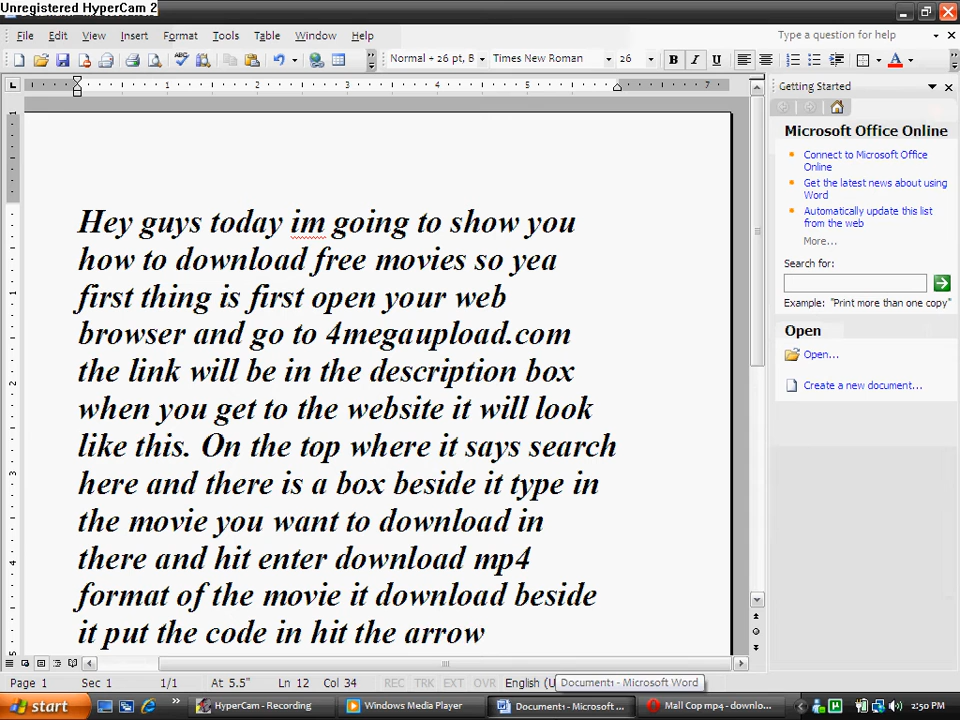 Unregistered HyperCam 2
File Edit View Insert Format Tools Table Window Help
Type a question for help
Normal + 26 pt, B Times New Roman 26 B I U A
Getting Started
Microsoft Office Online
Connect to Microsoft Office
Online
Get the latest news about using
Word
Automatically update this list
from the web
More...
Search for:
Example: "Print more than one copy"
Open
Open...
Create a new document...
1 2 3 4 5 7
Hey guys today im going to show you
how to download free movies so yea
first thing is first open your web
browser and go to 4megaupload.com
the link will be in the description box
when you get to the website it will look
like this. On the top where it says search
here and there is a box beside it type in
the movie you want to download in
there and hit enter download mp4
format of the movie it download beside
it put the code in hit the arrow
Page 1 Sec 1 1/1 At 5.5" Ln 12 Col 34 REC TRK EXT OVR English (U
Document1 - Microsoft Word
start HyperCam - Recording Windows Media Player Document1 - Microsoft ... Mall Cop mp4 - downlo... 2:50 PM